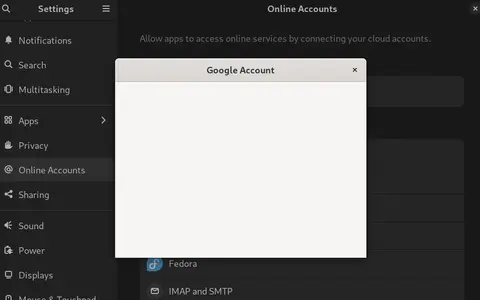 Settings
Online Accounts
Allow apps to access online services by connecting your cloud accounts.
Notifications
Search
Multitasking
Apps
Privacy
Online Accounts
Sharing
Sound
Power
Displays
Mouse & Touchpad
Google Account
Fedora
IMAP and SMTP